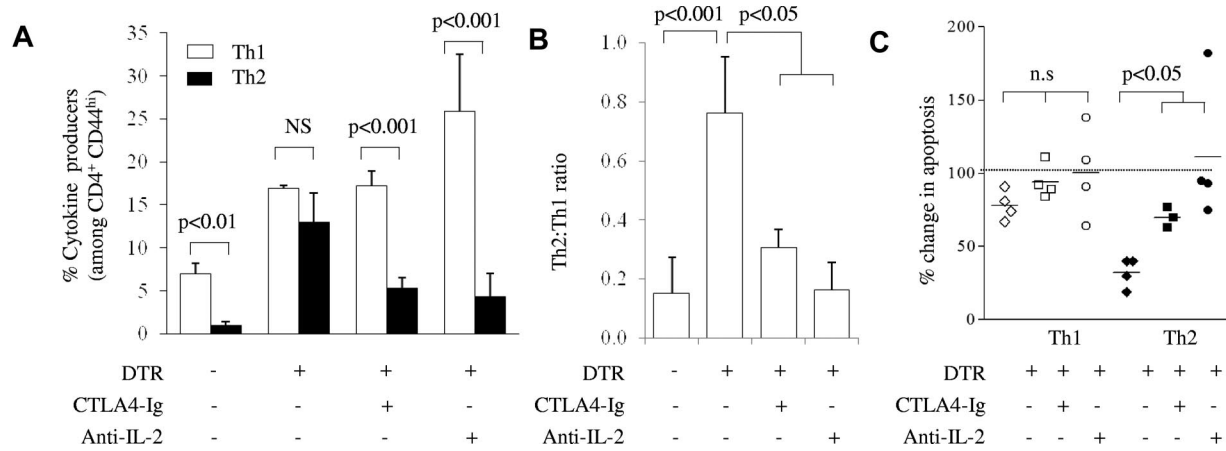 A
Th1
Th2
% Cytokine producers
(among CD4+ CD44hi)
35
30
25
20
15
10
5
0
p<0.01
NS
p<0.001
p<0.001
DTR - + + +
CTLA4-Ig - - + -
Anti-IL-2 - - - +
B
Th2:Th1 ratio
1.0
0.8
0.6
0.4
0.2
0.0
p<0.001
p<0.05
DTR - + + +
CTLA4-Ig - - + -
Anti-IL-2 - - - +
C
% change in apoptosis
200
150
100
50
0
n.s
p<0.05
Th1 Th2
DTR + + + + + +
CTLA4-Ig - + - - + -
Anti-IL-2 - - + - - +